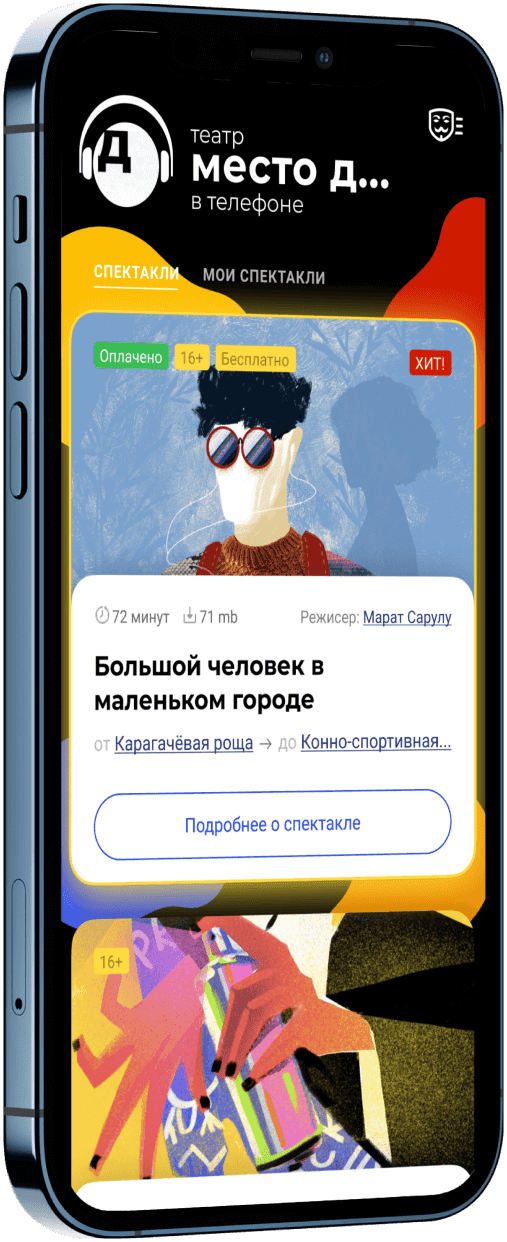 Д
театр
место д...
в телефоне
СПЕКТАКЛИ МОИ СПЕКТАКЛИ
Оплачено 16+ Бесплатно ХИТ!
72 минут 71 mb Режисер: Марат Сарулу
Большой человек в
маленьком городе
от Карагачёвая роща → до Конно-спортивная...
Подробнее о спектакле
16+